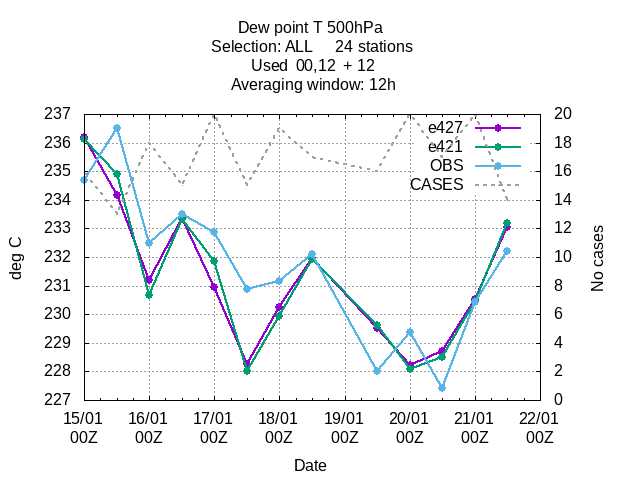 Dew point T 500hPa
Selection: ALL 24 stations
Used 00,12 + 12
Averaging window: 12h
237
236
235
234
233
232
231
230
229
228
227
deg C
20
18
16
14
12
10
8
6
4
2
0
No cases
e427
e421
OBS
CASES
15/01 16/01 17/01 18/01 19/01 20/01 21/01 22/01
00Z 00Z 00Z 00Z 00Z 00Z 00Z 00Z
Date